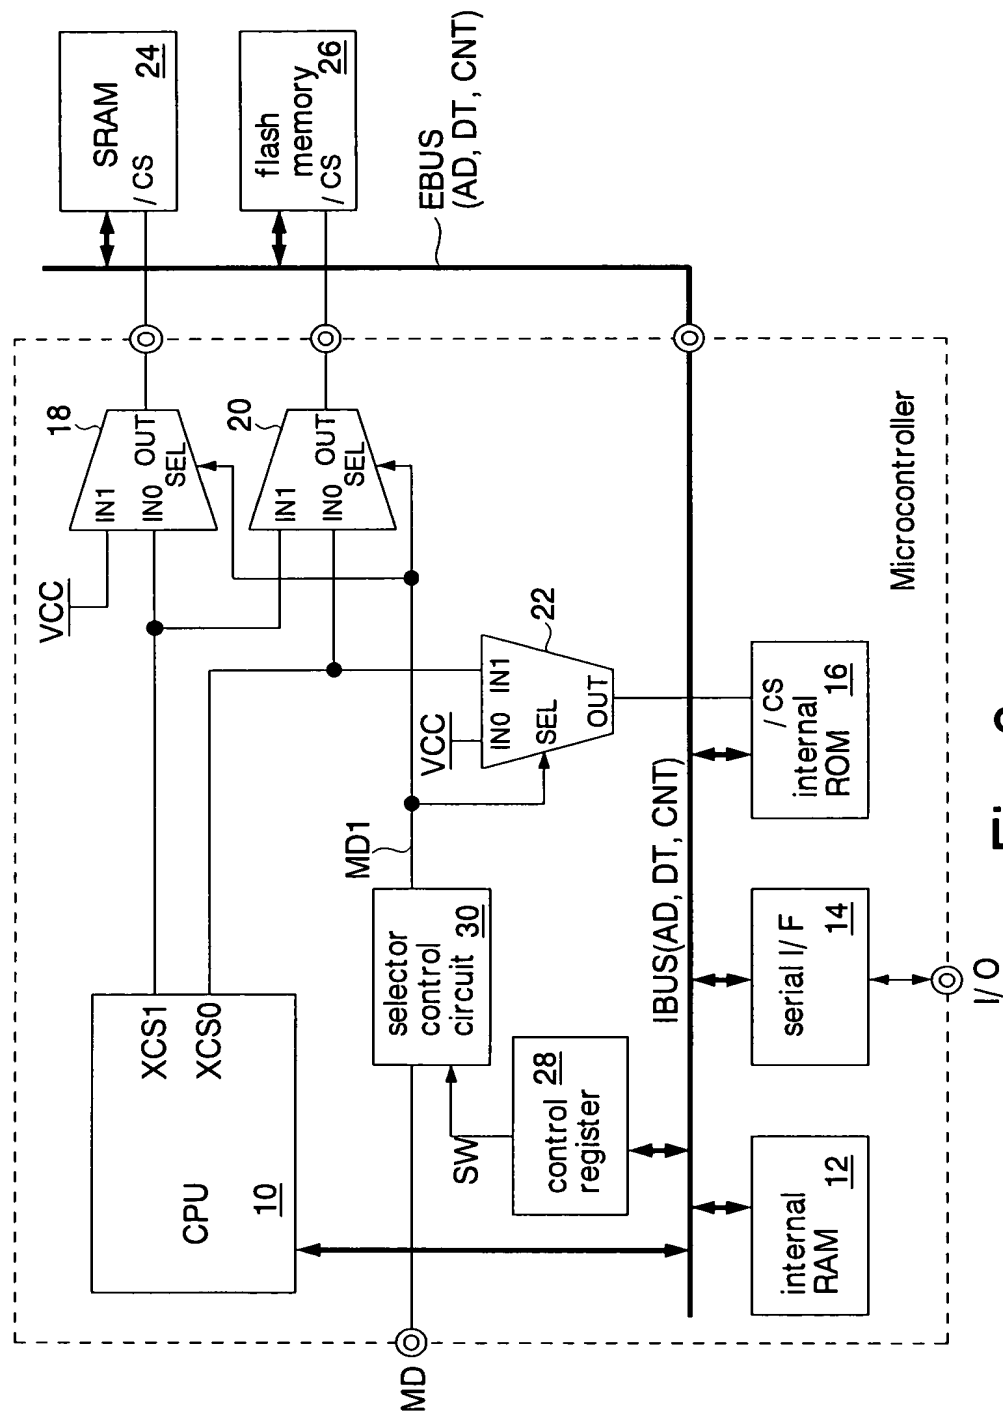 SRAM
24
/ CS
flash
memory
26
/ CS
EBUS
(AD, DT, CNT)
18
IN1
IN0
OUT
SEL
20
IN1
IN0
OUT
SEL
VCC
22
VCC
IN0
IN1
SEL
OUT
Microcontroller
MD1
XCS1
XCS0
CPU
10
selector
control
circuit
30
SW
control
register
28
IBUS(AD, DT, CNT)
/ CS
internal
ROM
16
serial I/ F
14
internal
RAM
12
MD
I/ O